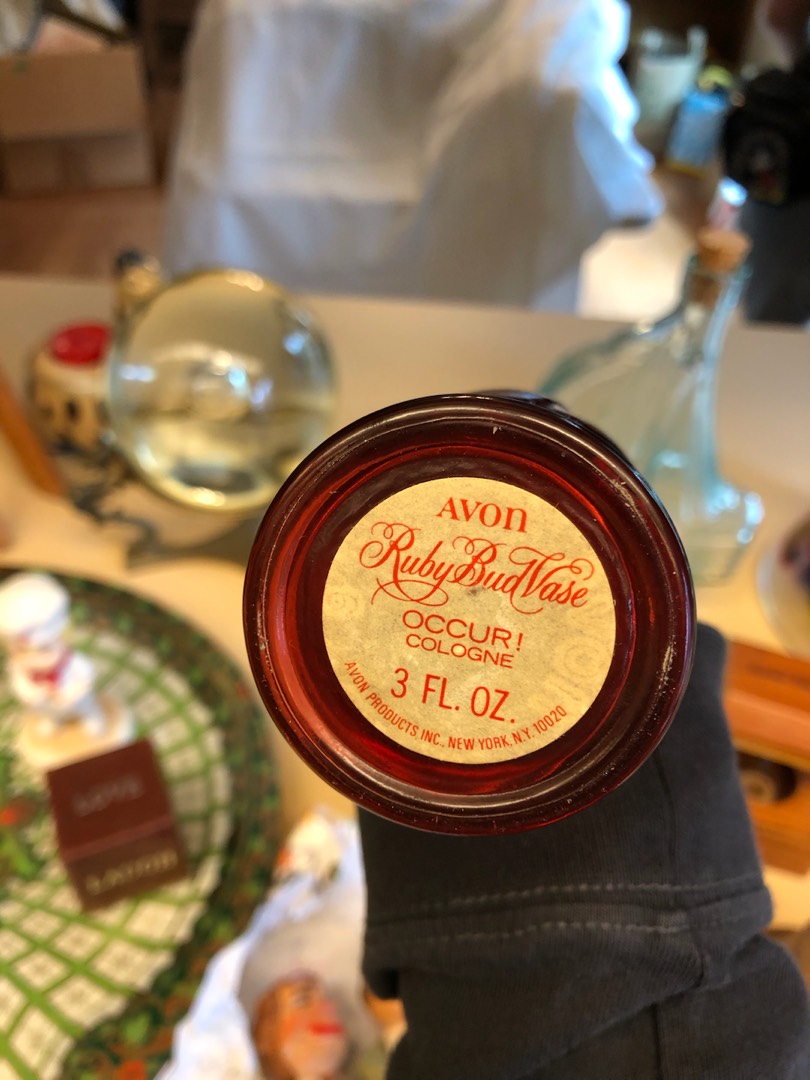 AVON
Ruby Bud Vase
OCCUR!
COLOGNE
3 FL. OZ.
AVON PRODUCTS INC., NEW YORK, N.Y. 10020